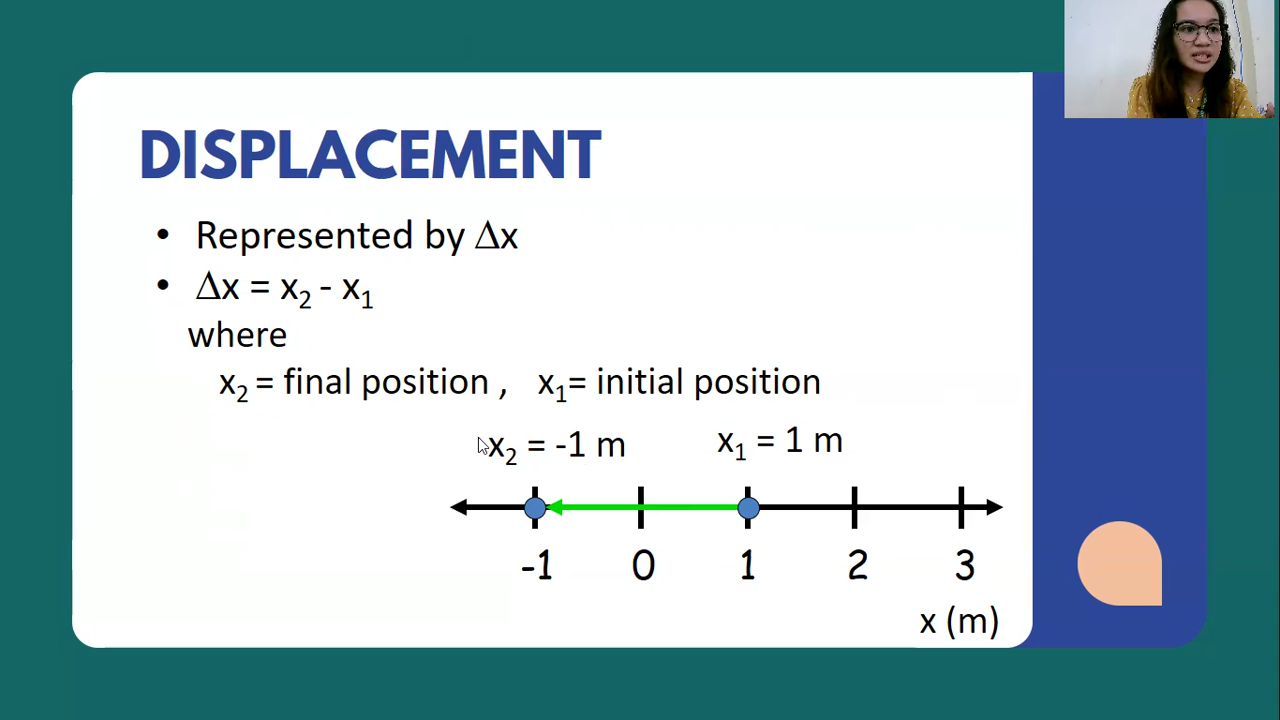 DISPLACEMENT
• Represented by Δx
• Δx = x₂ - x₁
where
x₂ = final position , x₁= initial position
x₂ = -1 m x₁ = 1 m
-1 0 1 2 3
x (m)